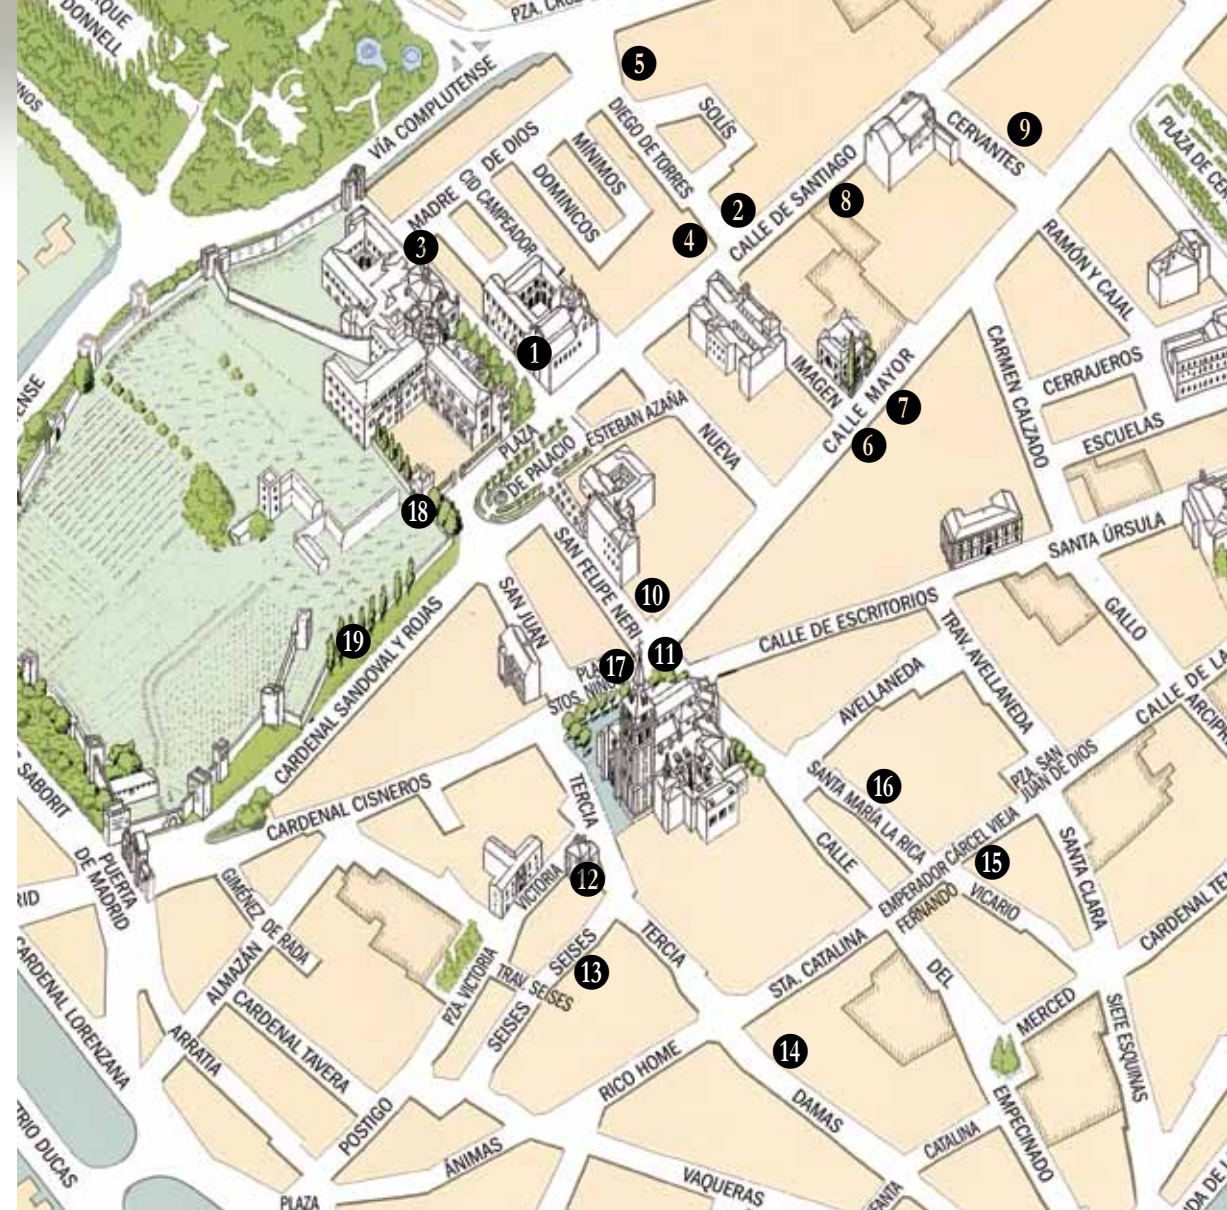 PZA.
DONNELL
VÍA COMPLUTENSE
5
SOLÍS
DIEGO DE TORRES
MÍNIMOS
DOMINICOS
MADRE DE DIOS
CID CAMPEADOR
CERVANTES
9
PLAZA DE
CALLE DE SANTIAGO
2
8
4
3
1
RAMÓN Y CAJAL
CARMEN CALZADO
CERRAJEROS
ESCUELAS
IMAGEN
CALLE MAYOR
7
6
PLAZA
DE PALACIO
ESTEBAN AZAÑA
NUEVA
18
SANTA ÚRSULA
SAN FELIPE NERI
SAN JUAN
10
11
17
STOS.
CALLE DE ESCRITORIOS
TRAV. AVELLANEDA
GALLO
AVELLANEDA
CALLE DE LA
19
CARDENAL SANDOVAL Y ROJAS
CARDENAL CISNEROS
TERCIA
SANTA MARÍA LA RICA
16
PZA. SAN
JUAN DE DIOS
CÁRCEL VIEJA
EMPERADOR
FERNANDO
15
VICARIO
SANTA CLARA
CALLE
DEL
EMPECINADO
SABORIT
PUERTA
DE MADRID
GIMÉNEZ DE RADA
ALMAZÁN
VICTORIA
12
SEISES
13
TRAV. SEISES
PZA. VICTORIA
SEISES
TERCIA
STA. CATALINA
MERCED
SIETE ESQUINAS
CARDENAL
CARDENAL LORENZANA
ARRATIA
CARDENAL TAVERA
POSTIGO
RICO HOME
14
DAMAS
CATALINA
ÁNIMAS
VAQUERAS
PLAZA
DUCAS